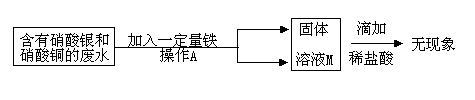 含有硝酸银和
硝酸铜的废水
加入一定量铁
操作A
固体
溶液M
滴加
稀盐酸
无现象